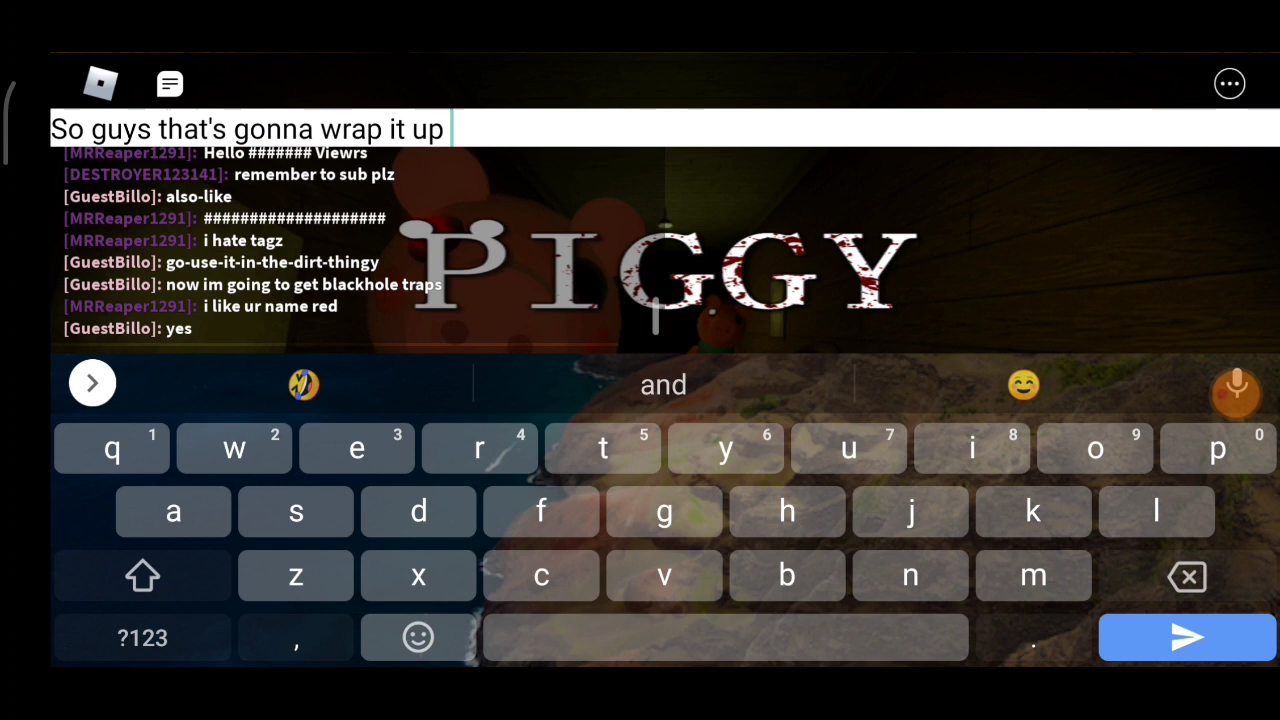 So guys that's gonna wrap it up
[MRReaper1291]: Hello ####### Viewrs
[DESTROYER123141]: remember to sub plz
[GuestBillo]: also-like
[MRReaper1291]: ####################
[MRReaper1291]: i hate tagz
[GuestBillo]: go-use-it-in-the-dirt-thingy
[GuestBillo]: now im going to get blackhole traps
[MRReaper1291]: i like ur name red
[GuestBillo]: yes
PIGGY
🤣 and 😊
q 1 w 2 e 3 r 4 t 5 y 6 u 7 i 8 o 9 p 0
a s d f g h j k l
z x c v b n m
?123 , .